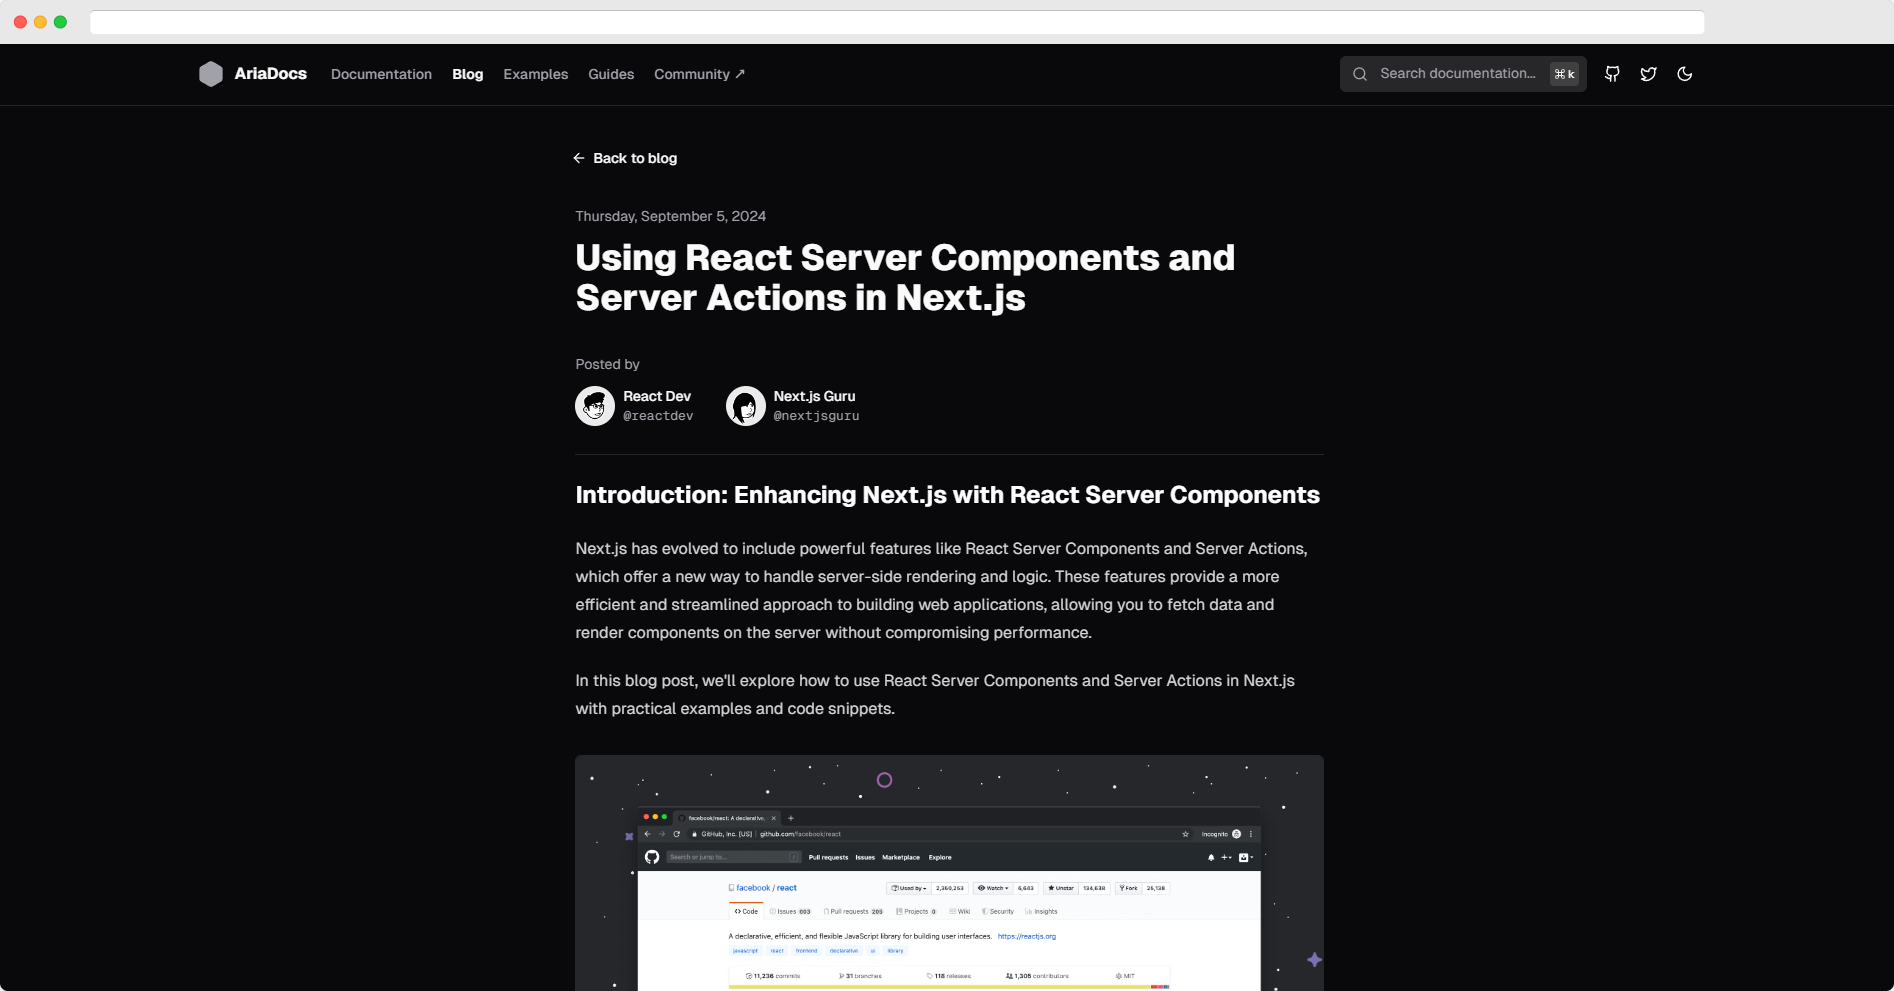 AriaDocs Documentation Blog Examples Guides Community ↗ Search documentation... ⌘ k
← Back to blog
Thursday, September 5, 2024
Using React Server Components and
Server Actions in Next.js
Posted by
React Dev
@reactdev
Next.js Guru
@nextjsguru
Introduction: Enhancing Next.js with React Server Components
Next.js has evolved to include powerful features like React Server Components and Server Actions,
which offer a new way to handle server-side rendering and logic. These features provide a more
efficient and streamlined approach to building web applications, allowing you to fetch data and
render components on the server without compromising performance.
In this blog post, we'll explore how to use React Server Components and Server Actions in Next.js
with practical examples and code snippets.
facebook/react: A declarative,
GitHub, Inc. [US] | github.com/facebook/react Incognito
Search or jump to... / Pull requests Issues Marketplace Explore
facebook / react Used by 2,350,253 Watch 6,643 Unstar 134,638 Fork 25,138
Code Issues Pull requests Projects 0 Wiki Security Insights
A declarative, efficient, and flexible JavaScript library for building user interfaces. https://reactjs.org
javascript react frontend declarative ui library
11,236 commits 31 branches 118 releases 1,305 contributors MIT